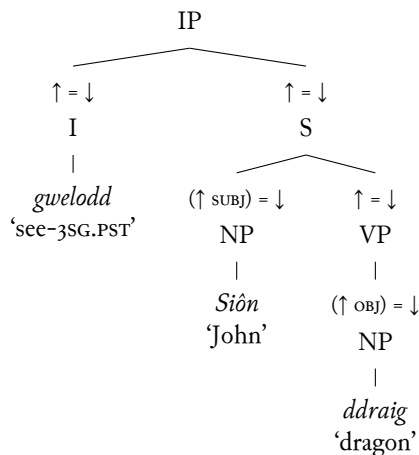 IP
↑ = ↓ ↑ = ↓
I S
gwelodd (↑ SUBJ) = ↓ ↑ = ↓
‘see-3SG.PST’ NP VP
Siôn (↑ OBJ) = ↓
‘John’ NP
ddraig
‘dragon’